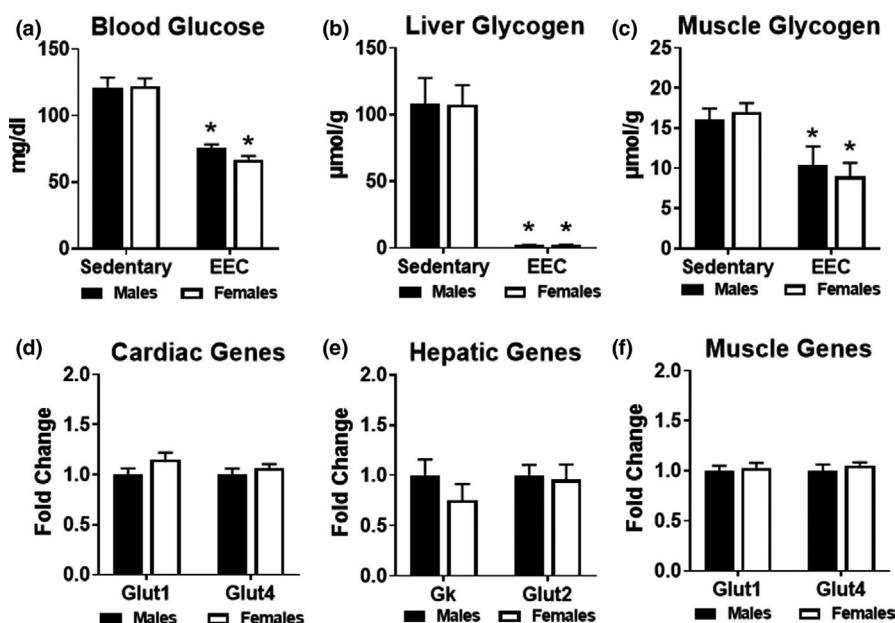 (a) Blood Glucose
mg/dl
150
100
50
0
* *
Sedentary EEC
Males Females
(b) Liver Glycogen
µmol/g
150
100
50
0
* *
Sedentary EEC
Males Females
(c) Muscle Glycogen
µmol/g
25
20
15
10
5
0
* *
Sedentary EEC
Males Females
(d) Cardiac Genes
Fold Change
2.0
1.5
1.0
0.5
0.0
Glut1 Glut4
Males Females
(e) Hepatic Genes
Fold Change
2.0
1.5
1.0
0.5
0.0
Gk Glut2
Males Females
(f) Muscle Genes
Fold Change
2.0
1.5
1.0
0.5
0.0
Glut1 Glut4
Males Females